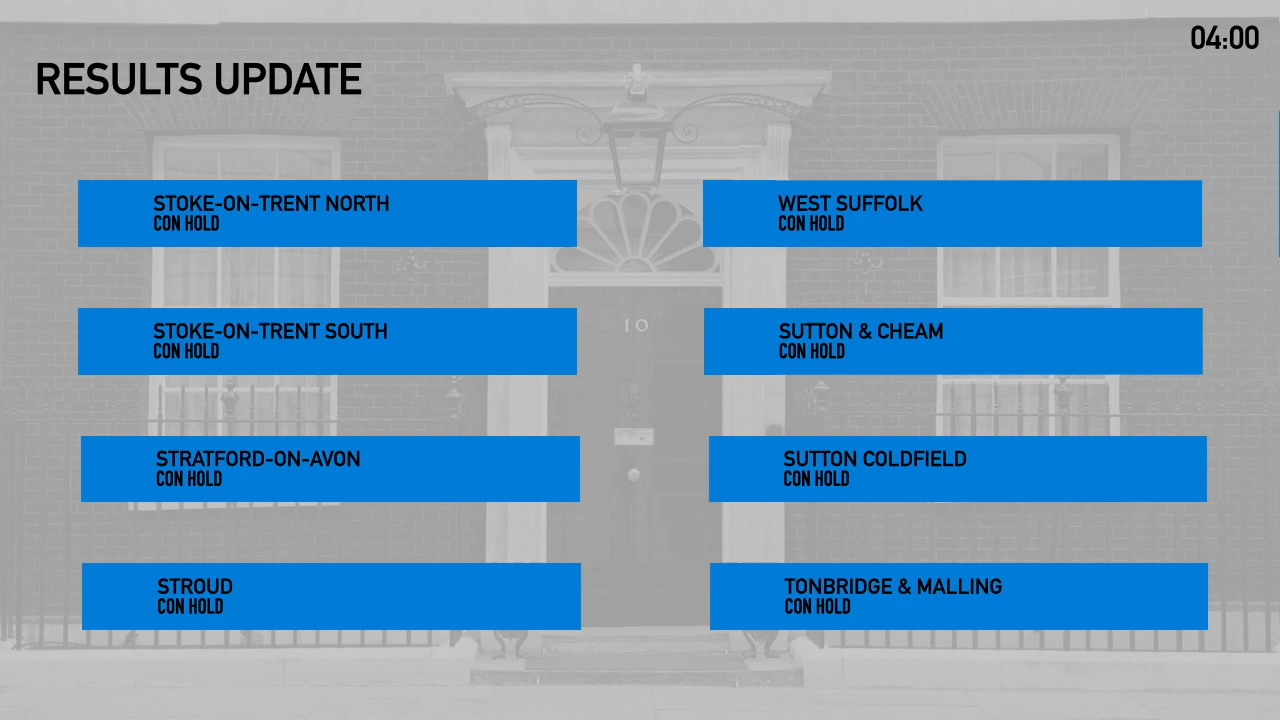 04:00
RESULTS UPDATE
STOKE-ON-TRENT NORTH
CON HOLD
WEST SUFFOLK
CON HOLD
STOKE-ON-TRENT SOUTH
CON HOLD
SUTTON & CHEAM
CON HOLD
STRATFORD-ON-AVON
CON HOLD
SUTTON COLDFIELD
CON HOLD
STROUD
CON HOLD
TONBRIDGE & MALLING
CON HOLD
10